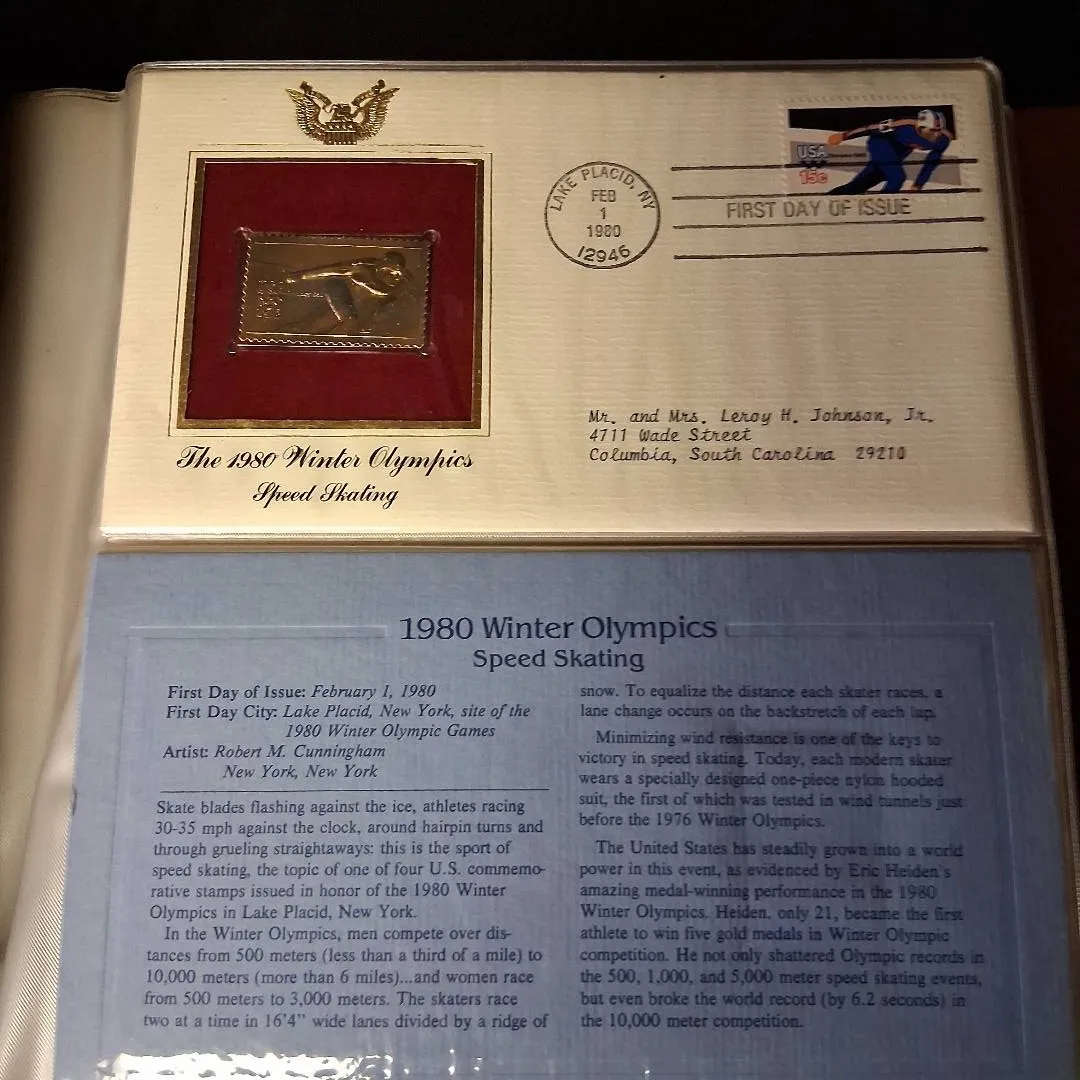 USA
15c
LAKE PLACID, NY
FEB
1
1980
12946
FIRST DAY OF ISSUE
Mr. and Mrs. Leroy H. Johnson, Jr.
4711 Wade Street
Columbia, South Carolina 29210
The 1980 Winter Olympics
Speed Skating
1980 Winter Olympics
Speed Skating
First Day of Issue: February 1, 1980
First Day City: Lake Placid, New York, site of the
1980 Winter Olympic Games
Artist: Robert M. Cunningham
New York, New York
Skate blades flashing against the ice, athletes racing
30-35 mph against the clock, around hairpin turns and
through grueling straightaways: this is the sport of
speed skating, the topic of one of four U.S. commemo-
rative stamps issued in honor of the 1980 Winter
Olympics in Lake Placid, New York.
In the Winter Olympics, men compete over dis-
tances from 500 meters (less than a third of a mile) to
10,000 meters (more than 6 miles)...and women race
from 500 meters to 3,000 meters. The skaters race
two at a time in 16'4" wide lanes divided by a ridge of
snow. To equalize the distance each skater races, a
lane change occurs on the backstretch of each lap.
Minimizing wind resistance is one of the keys to
victory in speed skating. Today, each modern skater
wears a specially designed one-piece nylon hooded
suit, the first of which was tested in wind tunnels just
before the 1976 Winter Olympics.
The United States has steadily grown into a world
power in this event, as evidenced by Eric Heiden's
amazing medal-winning performance in the 1980
Winter Olympics. Heiden, only 21, became the first
athlete to win five gold medals in Winter Olympic
competition. He not only shattered Olympic records in
the 500, 1,000, and 5,000 meter speed skating events,
but even broke the world record (by 6.2 seconds) in
the 10,000 meter competition.